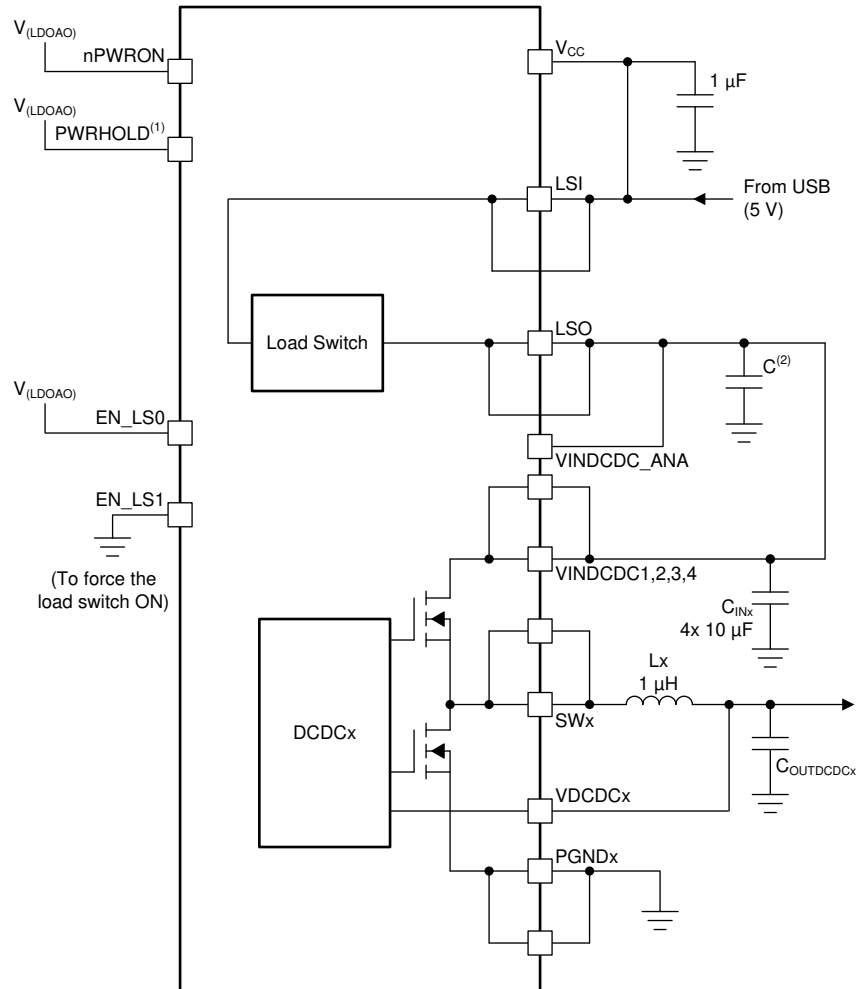 V(LDOAO)
nPWRON
V(LDOAO)
PWRHOLD(1)
VCC
1 µF
LSI
From USB
(5 V)
Load Switch
LSO
C(2)
V(LDOAO)
EN_LS0
VINDCDC_ANA
EN_LS1
(To force the
load switch ON)
VINDCDC1,2,3,4
CINx
4x 10 µF
Lx
1 µH
DCDCx
SWx
COUTDCDCx
VDCDCx
PGNDx